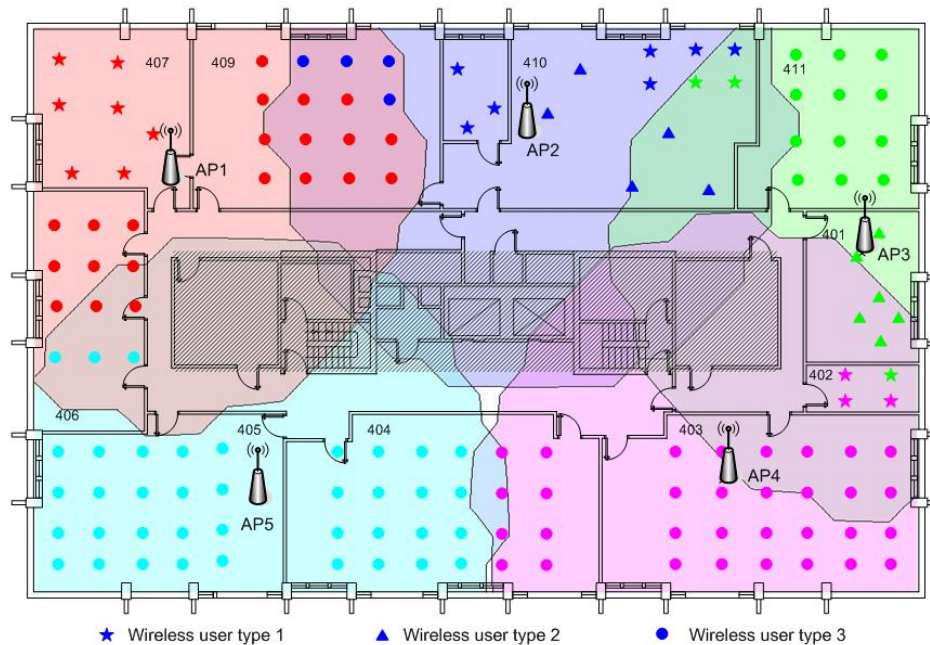 407
409
410
411
AP1
AP2
401
AP3
402
406
405
404
403
AP4
AP5
Wireless user type 1
Wireless user type 2
Wireless user type 3